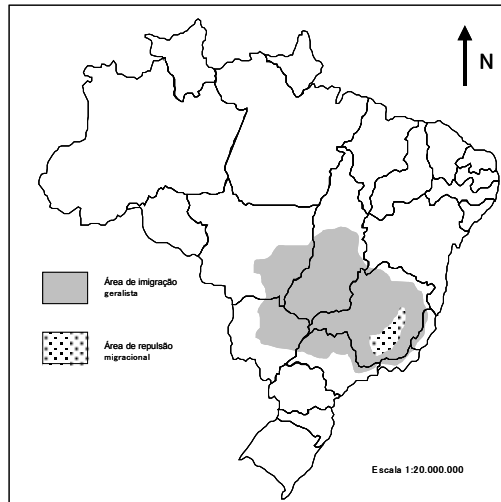 N
Área de imigração
geralista
Área de repulsão
migracional
Escala 1:20.000.000